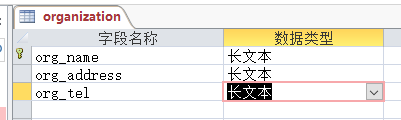 organization
字段名称 数据类型
org_name 长文本
org_address 长文本
org_tel 长文本